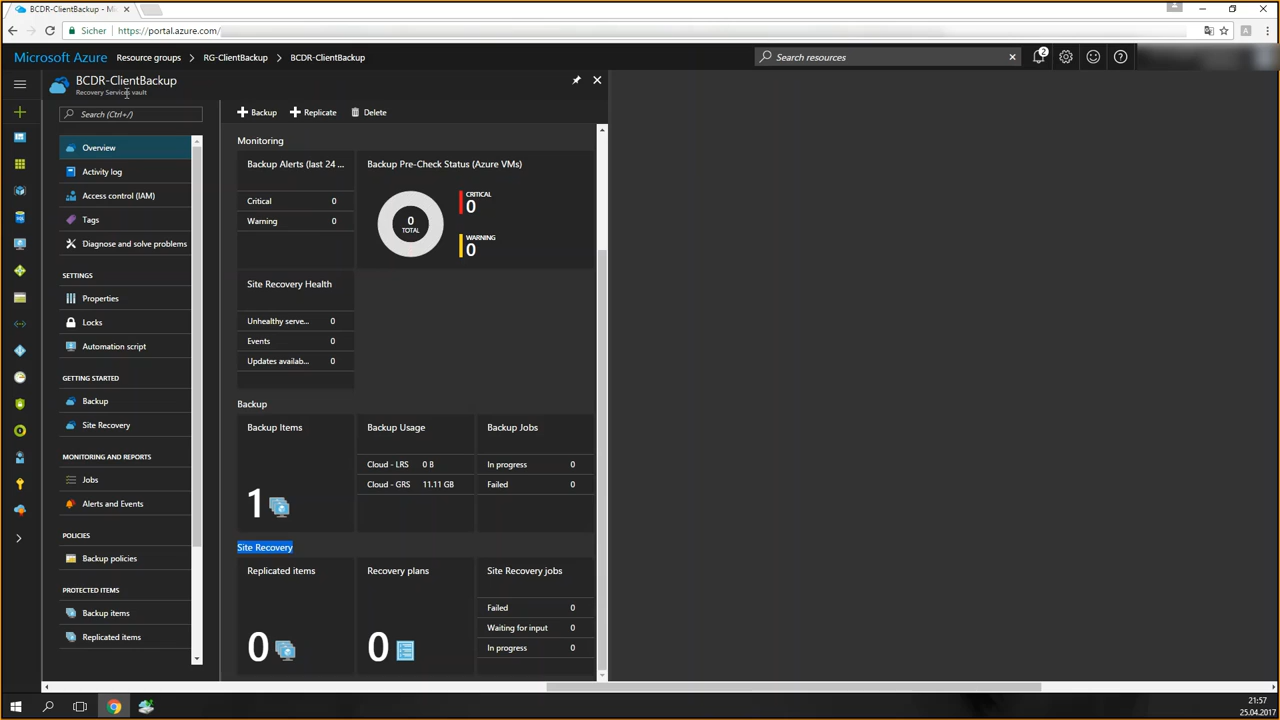 BCDR-ClientBackup - Mi
Sicher
https://portal.azure.com/
Microsoft Azure
Resource groups
RG-ClientBackup
BCDR-ClientBackup
Search resources
2
BCDR-ClientBackup
Recovery Services vault
Search (Ctrl+/)
Overview
Activity log
Access control (IAM)
Tags
Diagnose and solve problems
SETTINGS
Properties
Locks
Automation script
GETTING STARTED
Backup
Site Recovery
MONITORING AND REPORTS
Jobs
Alerts and Events
POLICIES
Backup policies
PROTECTED ITEMS
Backup items
Replicated items
Backup
Replicate
Delete
Monitoring
Backup Alerts (last 24 ...
Critical 0
Warning 0
Backup Pre-Check Status (Azure VMs)
0
TOTAL
CRITICAL
0
WARNING
0
Site Recovery Health
Unhealthy serve... 0
Events 0
Updates availab... 0
Backup
Backup Items
1
Backup Usage
Cloud - LRS 0 B
Cloud - GRS 11.11 GB
Backup Jobs
In progress 0
Failed 0
Site Recovery
Replicated items
0
Recovery plans
0
Site Recovery jobs
Failed 0
Waiting for input 0
In progress 0
21:57
25.04.2017